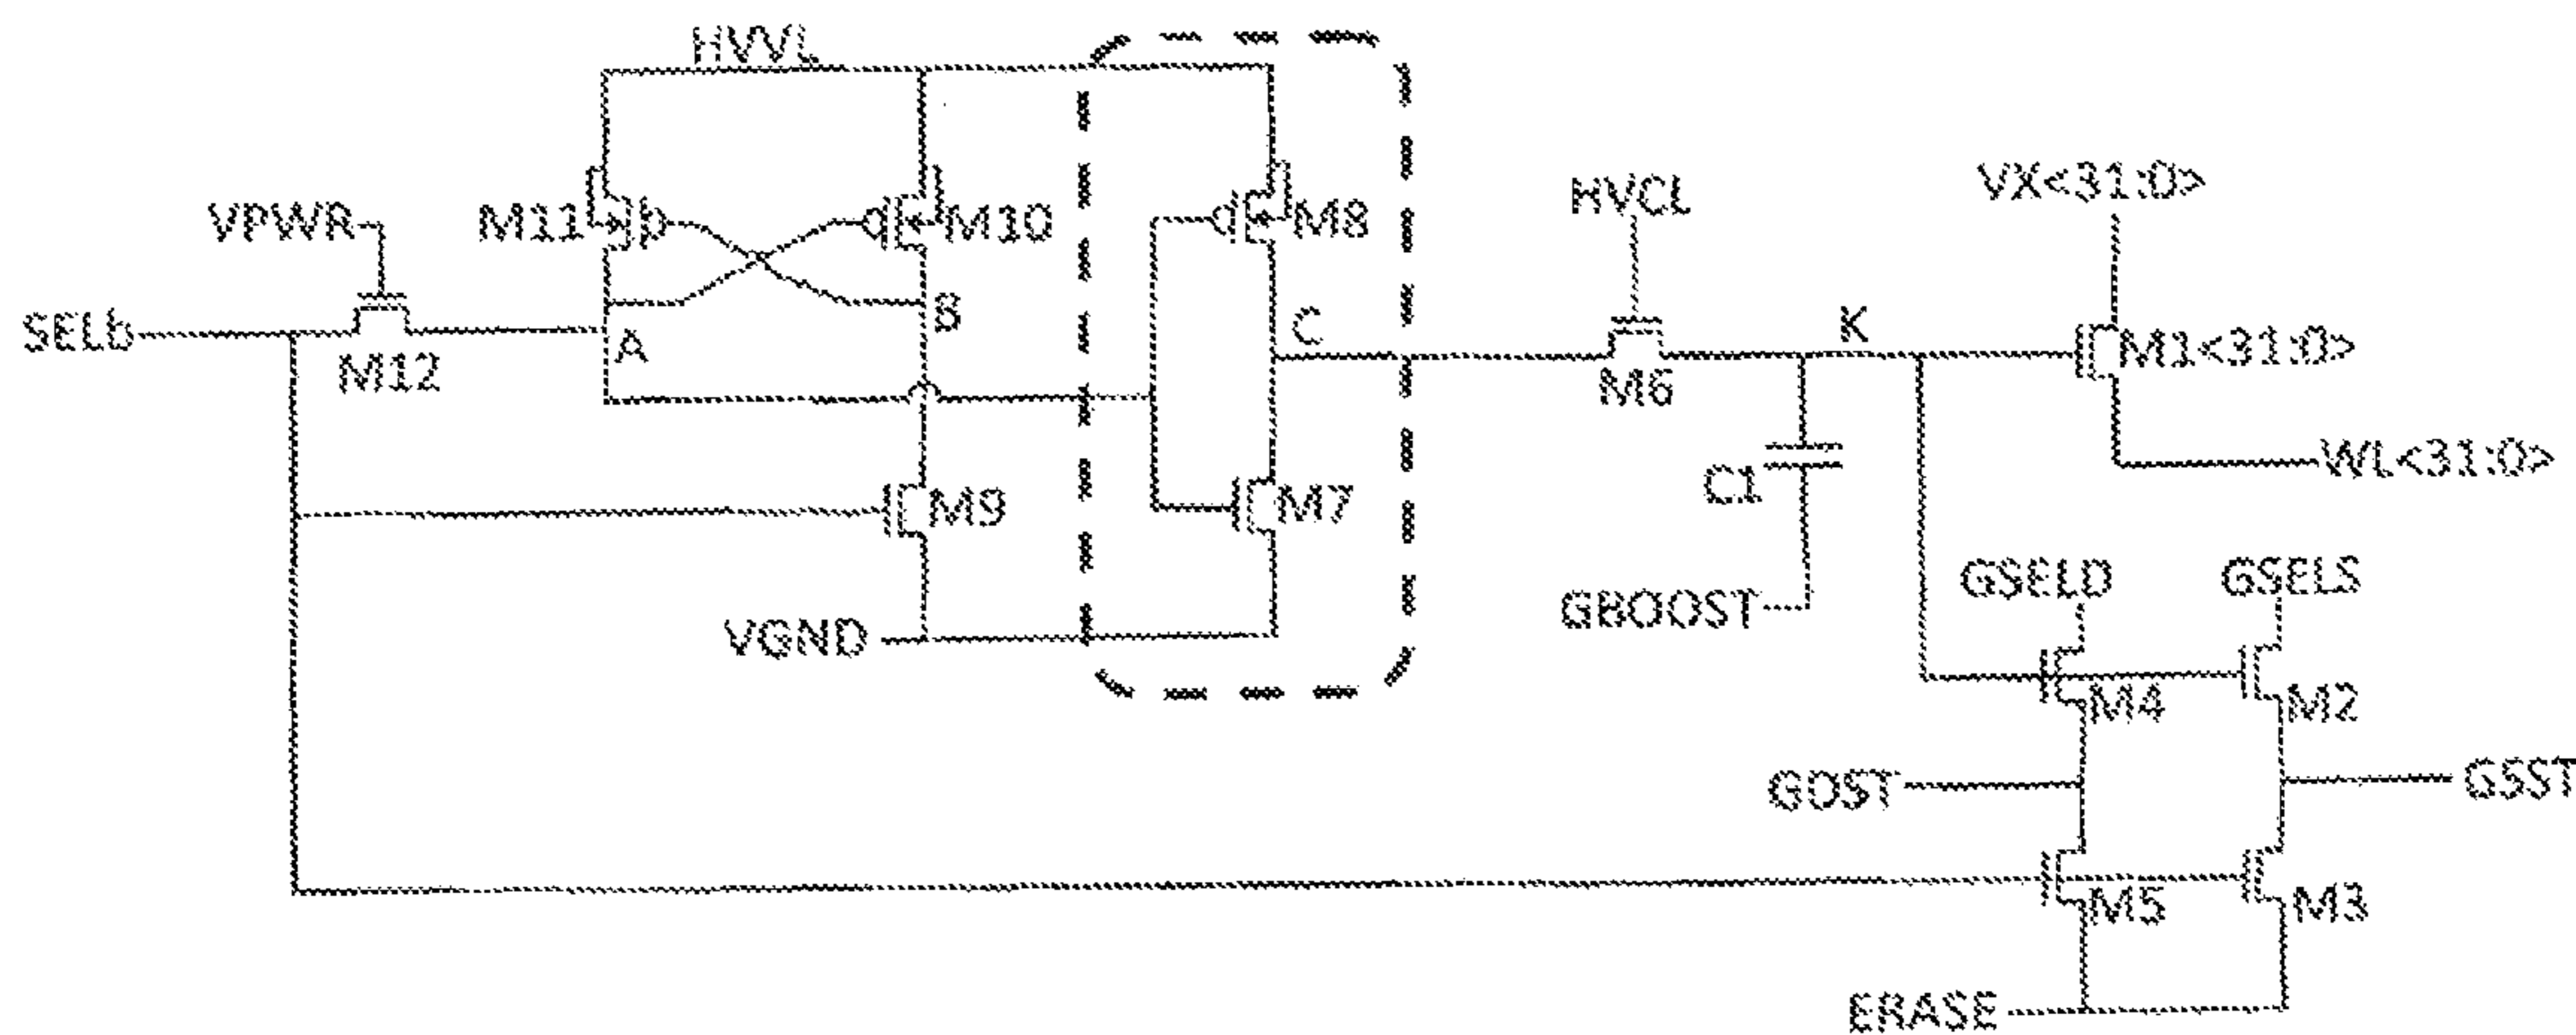 HVVL
VPWR
M11
M10
M8
HVCL
VX<31:0>
SELb
M12
A
B
C
M6
K
M1<31:0>
WL<31:0>
C1
M9
M7
GBOOST
VGND
GSELD
GSELS
M4
M2
GDST
GSST
M5
M3
ERASE